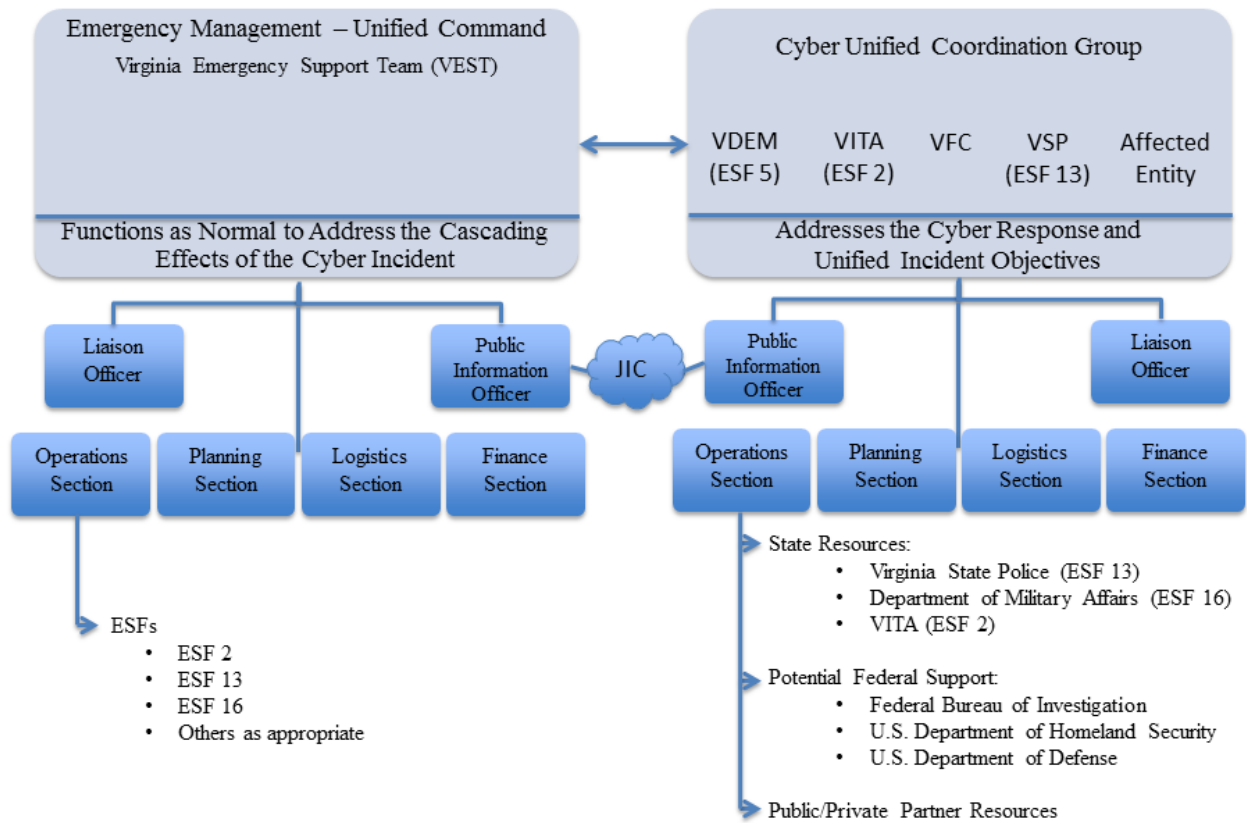 Emergency Management – Unified Command
Virginia Emergency Support Team (VEST)
Functions as Normal to Address the Cascading
Effects of the Cyber Incident
Cyber Unified Coordination Group
VDEM
(ESF 5)
VITA
(ESF 2)
VFC
VSP
(ESF 13)
Affected
Entity
Addresses the Cyber Response and
Unified Incident Objectives
Liaison
Officer
Public
Information
Officer
JIC
Public
Information
Officer
Liaison
Officer
Operations
Section
Planning
Section
Logistics
Section
Finance
Section
Operations
Section
Planning
Section
Logistics
Section
Finance
Section
ESFs
• ESF 2
• ESF 13
• ESF 16
• Others as appropriate
State Resources:
• Virginia State Police (ESF 13)
• Department of Military Affairs (ESF 16)
• VITA (ESF 2)
Potential Federal Support:
• Federal Bureau of Investigation
• U.S. Department of Homeland Security
• U.S. Department of Defense
Public/Private Partner Resources